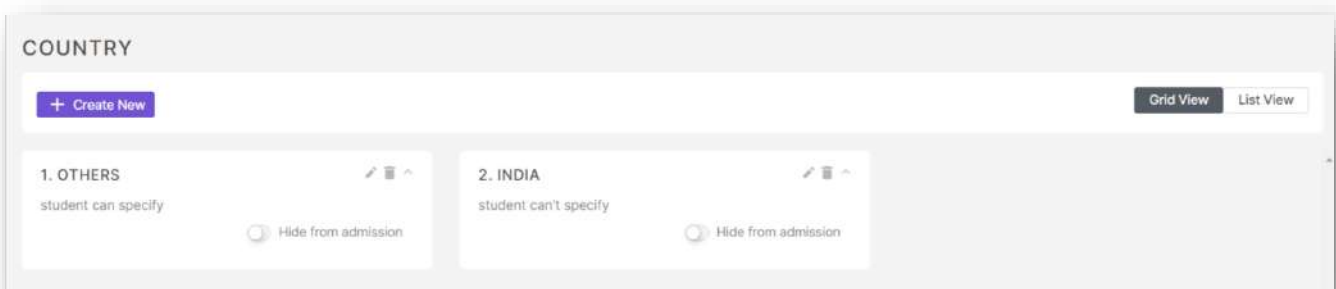 COUNTRY
+ Create New
Grid View
List View
1. OTHERS
student can specify
Hide from admission
2. INDIA
student can't specify
Hide from admission